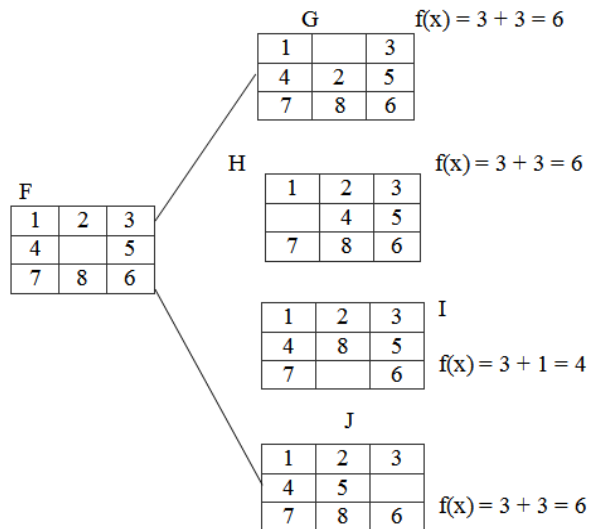 G f(x) = 3 + 3 = 6
1 3
4 2 5
7 8 6
H f(x) = 3 + 3 = 6
1 2 3
4 5
7 8 6
F
1 2 3
4 5
7 8 6
I
1 2 3
4 8 5
7 6
f(x) = 3 + 1 = 4
J
1 2 3
4 5
7 8 6
f(x) = 3 + 3 = 6